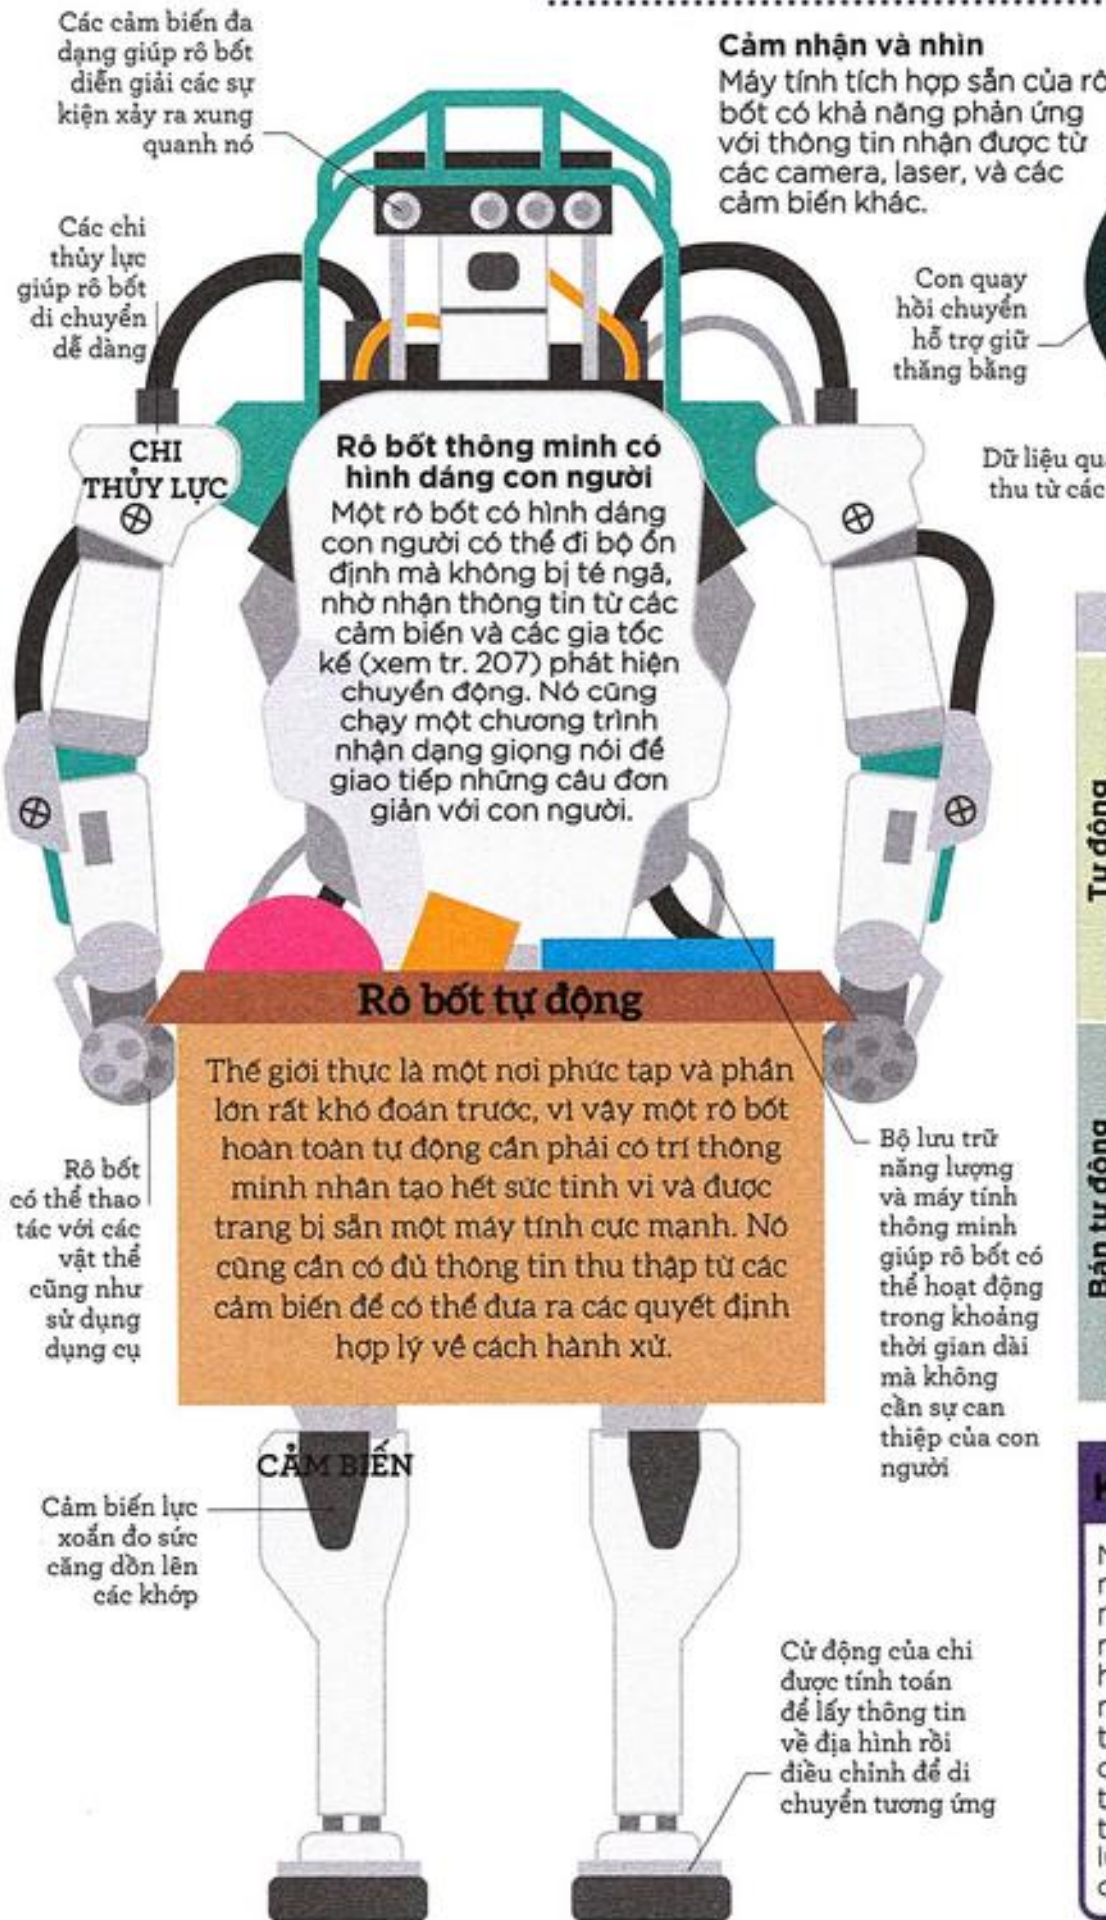 Các cảm biến đa
dạng giúp rô bốt
diễn giải các sự
kiện xảy ra xung
quanh nó
Cảm nhận và nhìn
Máy tính tích hợp sẵn của rô
bốt có khả năng phản ứng
với thông tin nhận được từ
các camera, laser, và các
cảm biến khác.
Các chi
thủy lực
giúp rô bốt
di chuyển
dễ dàng
Con quay
hồi chuyển
hỗ trợ giữ
thăng bằng
CHI
THỦY LỰC
Rô bốt thông minh có
hình dáng con người
Một rô bốt có hình dáng
con người có thể đi bộ ổn
định mà không bị té ngã,
nhờ nhận thông tin từ các
cảm biến và các gia tốc
kế (xem tr. 207) phát hiện
chuyển động. Nó cũng
chạy một chương trình
nhận dạng giọng nói để
giao tiếp những câu đơn
giản với con người.
Dữ liệu
thu từ các
Tự động
Rô bốt tự động
Thế giới thực là một nơi phức tạp và phần
lớn rất khó đoán trước, vì vậy một rô bốt
hoàn toàn tự động cần phải có trí thông
minh nhân tạo hết sức tinh vi và được
trang bị sẵn một máy tính cực mạnh. Nó
cũng cần có đủ thông tin thu thập từ các
cảm biến để có thể đưa ra các quyết định
hợp lý về cách hành xử.
Bán tự động
Rô bốt
có thể thao
tác với các
vật thể
cũng như
sử dụng
dụng cụ
Bộ lưu trữ
năng lượng
và máy tính
thông minh
giúp rô bốt có
thể hoạt động
trong khoảng
thời gian dài
mà không
cần sự can
thiệp của con
người
CẢM BIẾN
Cảm biến lực
xoắn đo sức
căng dồn lên
các khớp
Cử động của chi
được tính toán
để lấy thông tin
về địa hình rồi
điều chỉnh để di
chuyển tương ứng